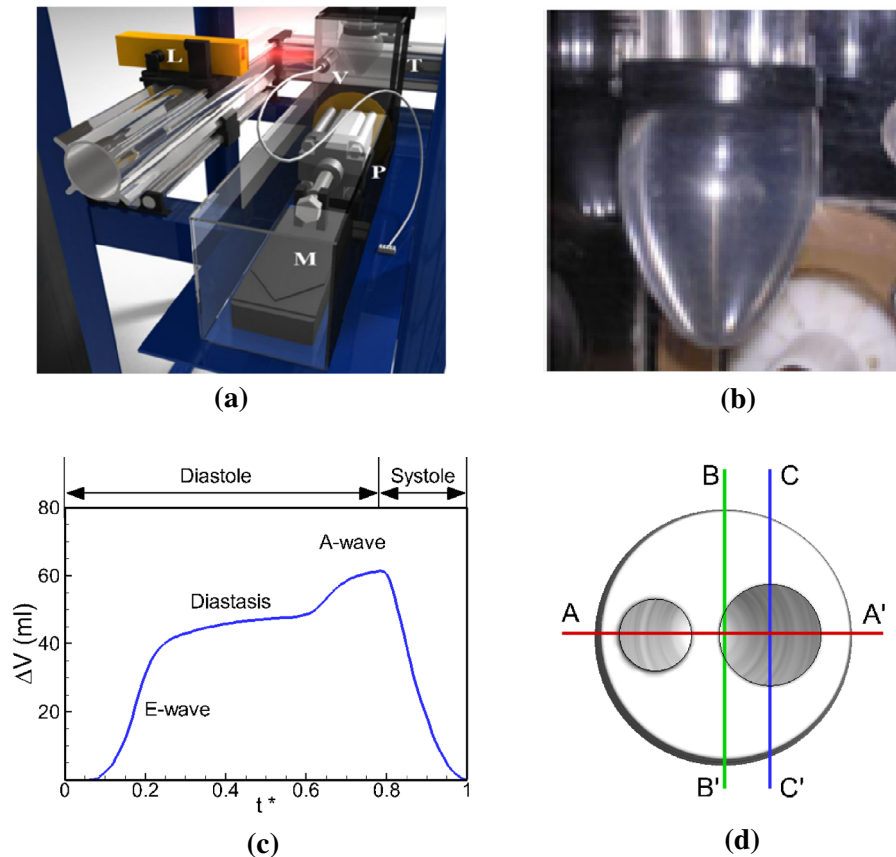 L
V
T
P
M
(a)
(b)
Diastole
Systole
80
60
40
20
ΔV (ml)
A-wave
Diastasis
E-wave
0
0.2
0.4
0.6
0.8
1
t *
(c)
B
C
A
A'
B'
C'
(d)